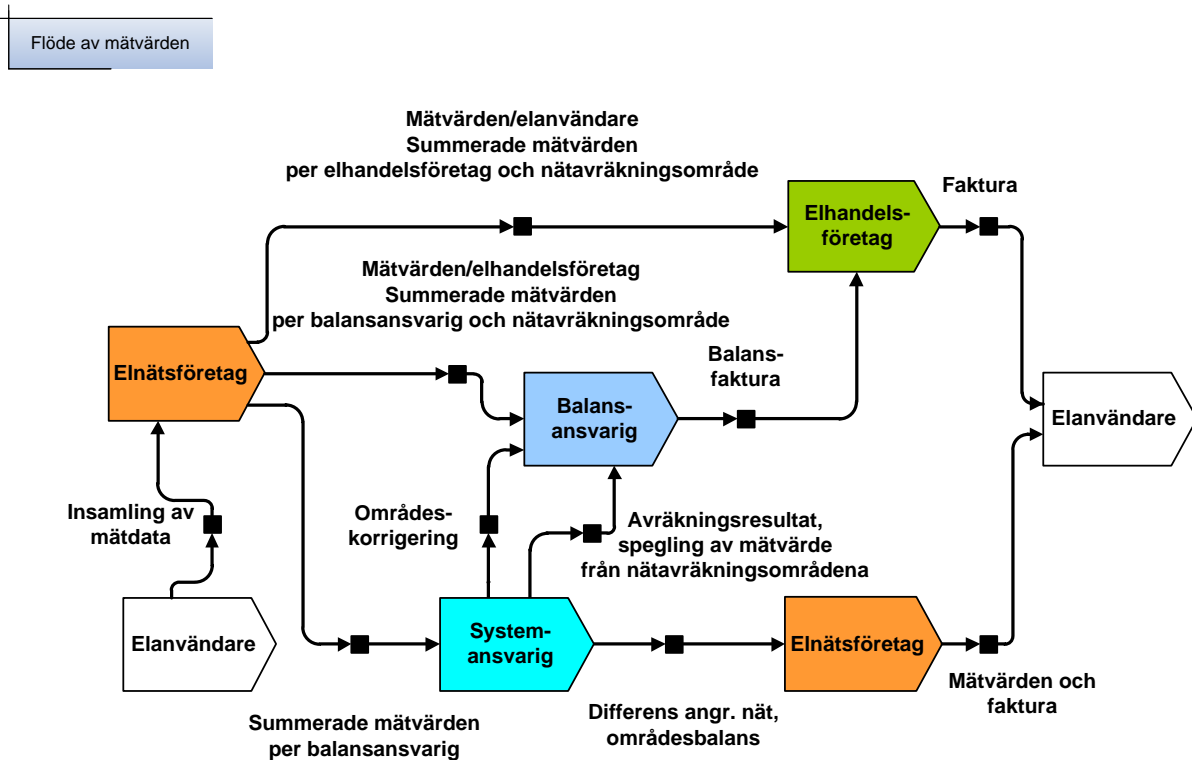 Flöde av mätvärden
Mätvärden/elanvändare
Summerade mätvärden
per elhandelsföretag och nätavräkningsområde
Elhandels-
företag
Faktura
Mätvärden/elhandelsföretag
Summerade mätvärden
per balansansvarig och nätavräkningsområde
Elnätsföretag
Balans-
ansvarig
Balans-
faktura
Elanvändare
Insamling av
mätdata
Områdes-
korrigering
Avräkningsresultat,
spegling av mätvärde
från nätavräkningsområdena
Elanvändare
System-
ansvarig
Elnätsföretag
Summerade mätvärden
per balansansvarig
Differens angr. nät,
områdesbalans
Mätvärden och
faktura